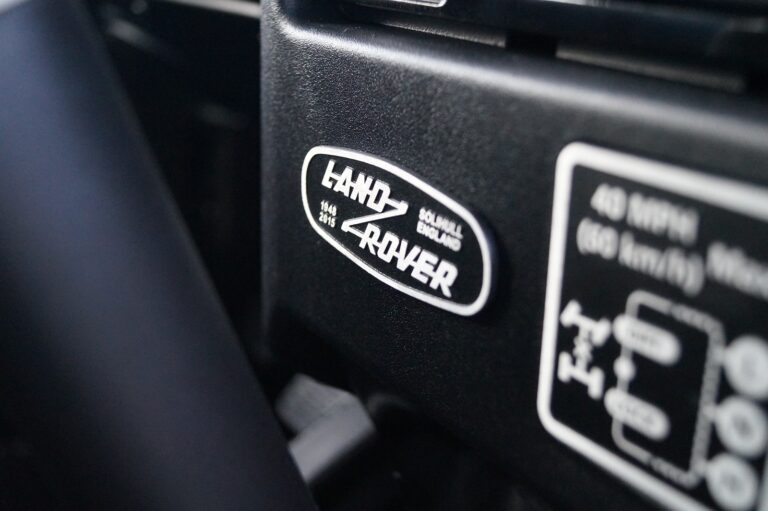 LAND
1948
2015
SOLIHULL
ENGLAND
ROVER
40 MPH
(60 km/h)